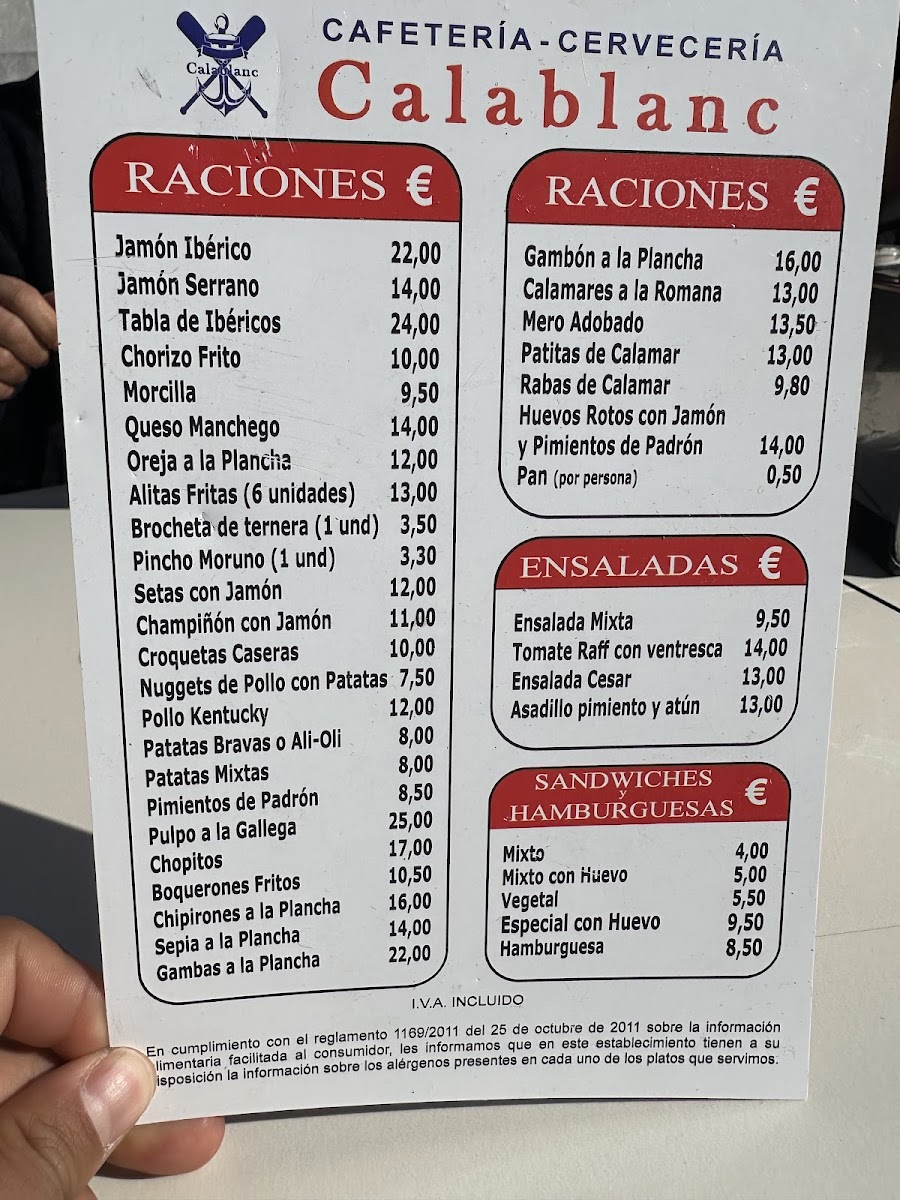 Calablanc
CAFETERÍA - CERVECERÍA
Calablanc
RACIONES €
Jamón Ibérico 22,00
Jamón Serrano 14,00
Tabla de Ibéricos 24,00
Chorizo Frito 10,00
Morcilla 9,50
Queso Manchego 14,00
Oreja a la Plancha 12,00
Alitas Fritas (6 unidades) 13,00
Brocheta de ternera (1 und) 3,50
Pincho Moruno (1 und) 3,30
Setas con Jamón 12,00
Champiñón con Jamón 11,00
Croquetas Caseras 10,00
Nuggets de Pollo con Patatas 7,50
Pollo Kentucky 12,00
Patatas Bravas o Ali-Oli 8,00
Patatas Mixtas 8,00
Pimientos de Padrón 8,50
Pulpo a la Gallega 25,00
Chopitos 17,00
Boquerones Fritos 10,50
Chipirones a la Plancha 16,00
Sepia a la Plancha 14,00
Gambas a la Plancha 22,00
RACIONES €
Gambón a la Plancha 16,00
Calamares a la Romana 13,00
Mero Adobado 13,50
Patitas de Calamar 13,00
Rabas de Calamar 9,80
Huevos Rotos con Jamón
y Pimientos de Padrón 14,00
Pan (por persona) 0,50
ENSALADAS €
Ensalada Mixta 9,50
Tomate Raff con ventresca 14,00
Ensalada Cesar 13,00
Asadillo pimiento y atún 13,00
SANDWICHES
y €
HAMBURGUESAS
Mixto 4,00
Mixto con Huevo 5,00
Vegetal 5,50
Especial con Huevo 9,50
Hamburguesa 8,50
I.V.A. INCLUIDO
En cumplimiento con el reglamento 1169/2011 del 25 de octubre de 2011 sobre la información
limentaria facilitada al consumidor, les informamos que en este establecimiento tienen a su
isposición la información sobre los alérgenos presentes en cada uno de los platos que servimos.